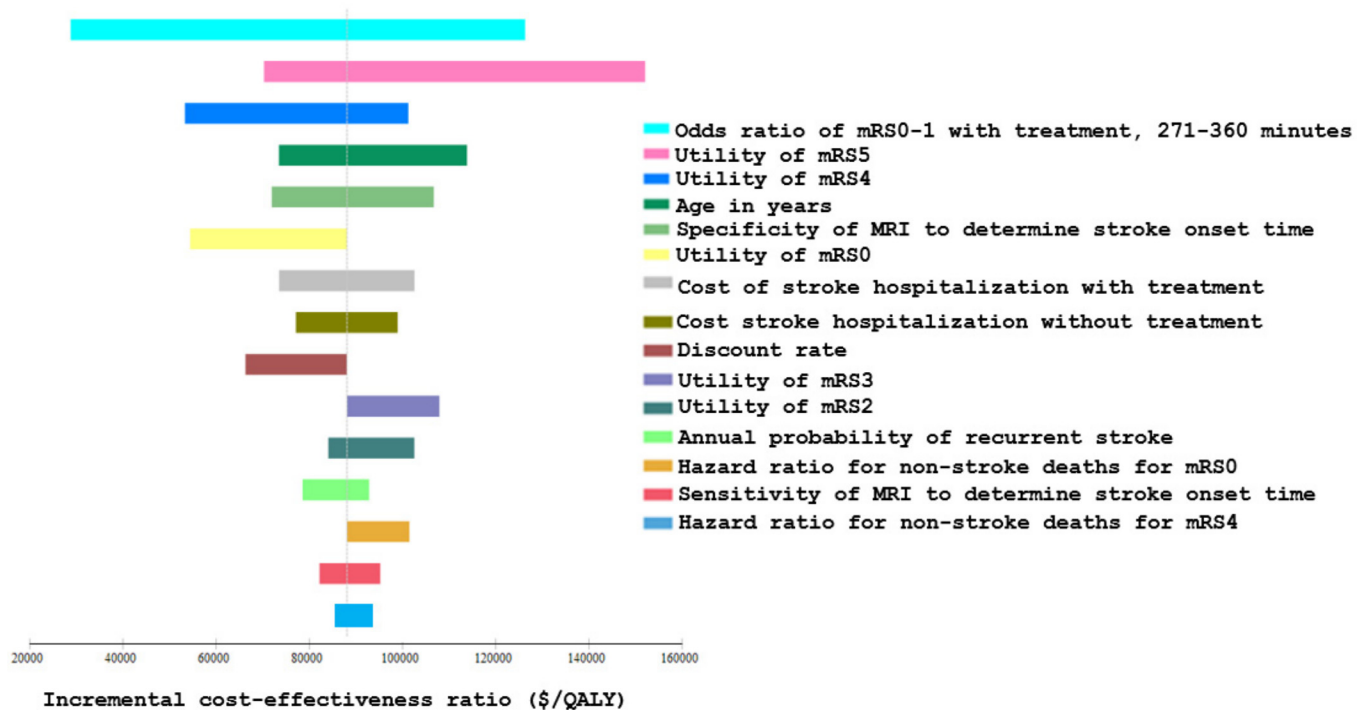 Odds ratio of mRS0-1 with treatment, 271-360 minutes
Utility of mRS5
Utility of mRS4
Age in years
Specificity of MRI to determine stroke onset time
Utility of mRS0
Cost of stroke hospitalization with treatment
Cost stroke hospitalization without treatment
Discount rate
Utility of mRS3
Utility of mRS2
Annual probability of recurrent stroke
Hazard ratio for non-stroke deaths for mRS0
Sensitivity of MRI to determine stroke onset time
Hazard ratio for non-stroke deaths for mRS4
20000 40000 60000 80000 100000 120000 140000 160000
Incremental cost-effectiveness ratio ($/QALY)